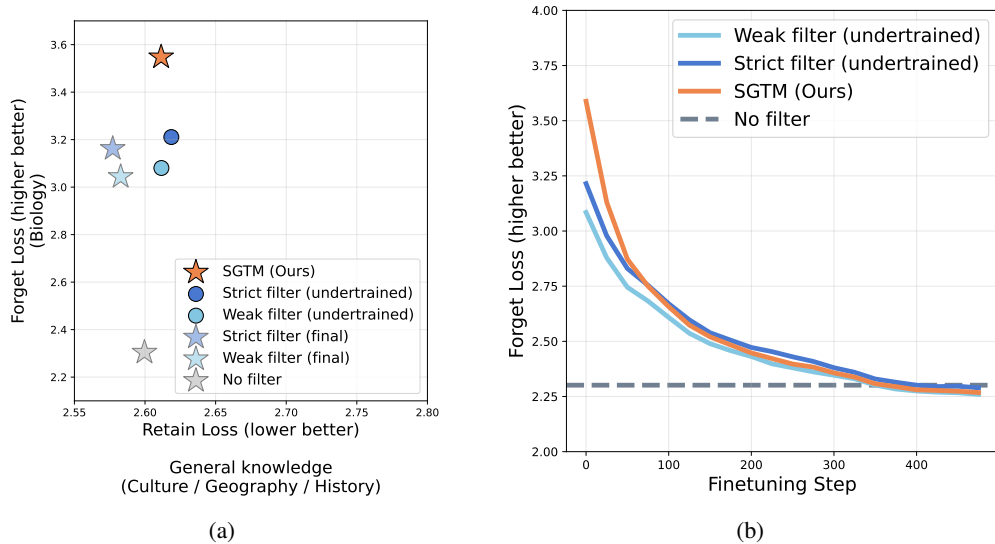 3.6
3.4
3.2
3.0
2.8
2.6
2.4
2.2
Forget Loss (higher better)
(Biology)
SGTM (Ours)
Strict filter (undertrained)
Weak filter (undertrained)
Strict filter (final)
Weak filter (final)
No filter
2.55
2.60
2.65
2.70
2.75
2.80
Retain Loss (lower better)
General knowledge
(Culture / Geography / History)
(a)
4.00
3.75
3.50
3.25
3.00
2.75
2.50
2.25
2.00
Forget Loss (higher better)
Weak filter (undertrained)
Strict filter (undertrained)
SGTM (Ours)
No filter
0
100
200
300
400
Finetuning Step
(b)